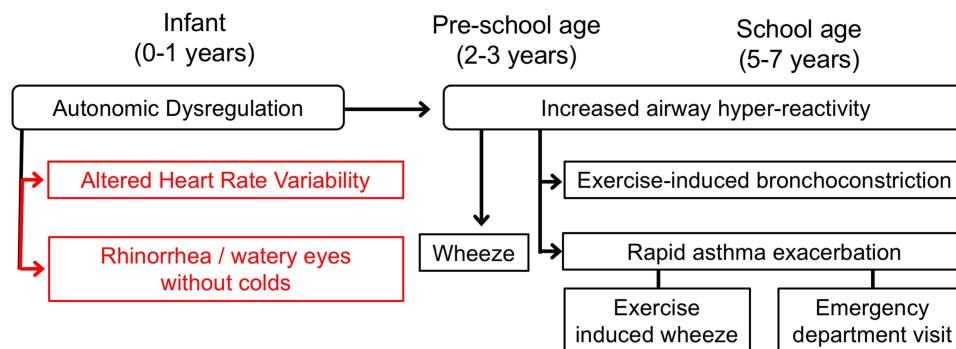 Infant
(0-1 years)
Pre-school age
(2-3 years)
School age
(5-7 years)
Autonomic Dysregulation
Increased airway hyper-reactivity
Altered Heart Rate Variability
Exercise-induced bronchoconstriction
Rhinorrhea / watery eyes
without colds
Wheeze
Rapid asthma exacerbation
Exercise
induced wheeze
Emergency
department visit